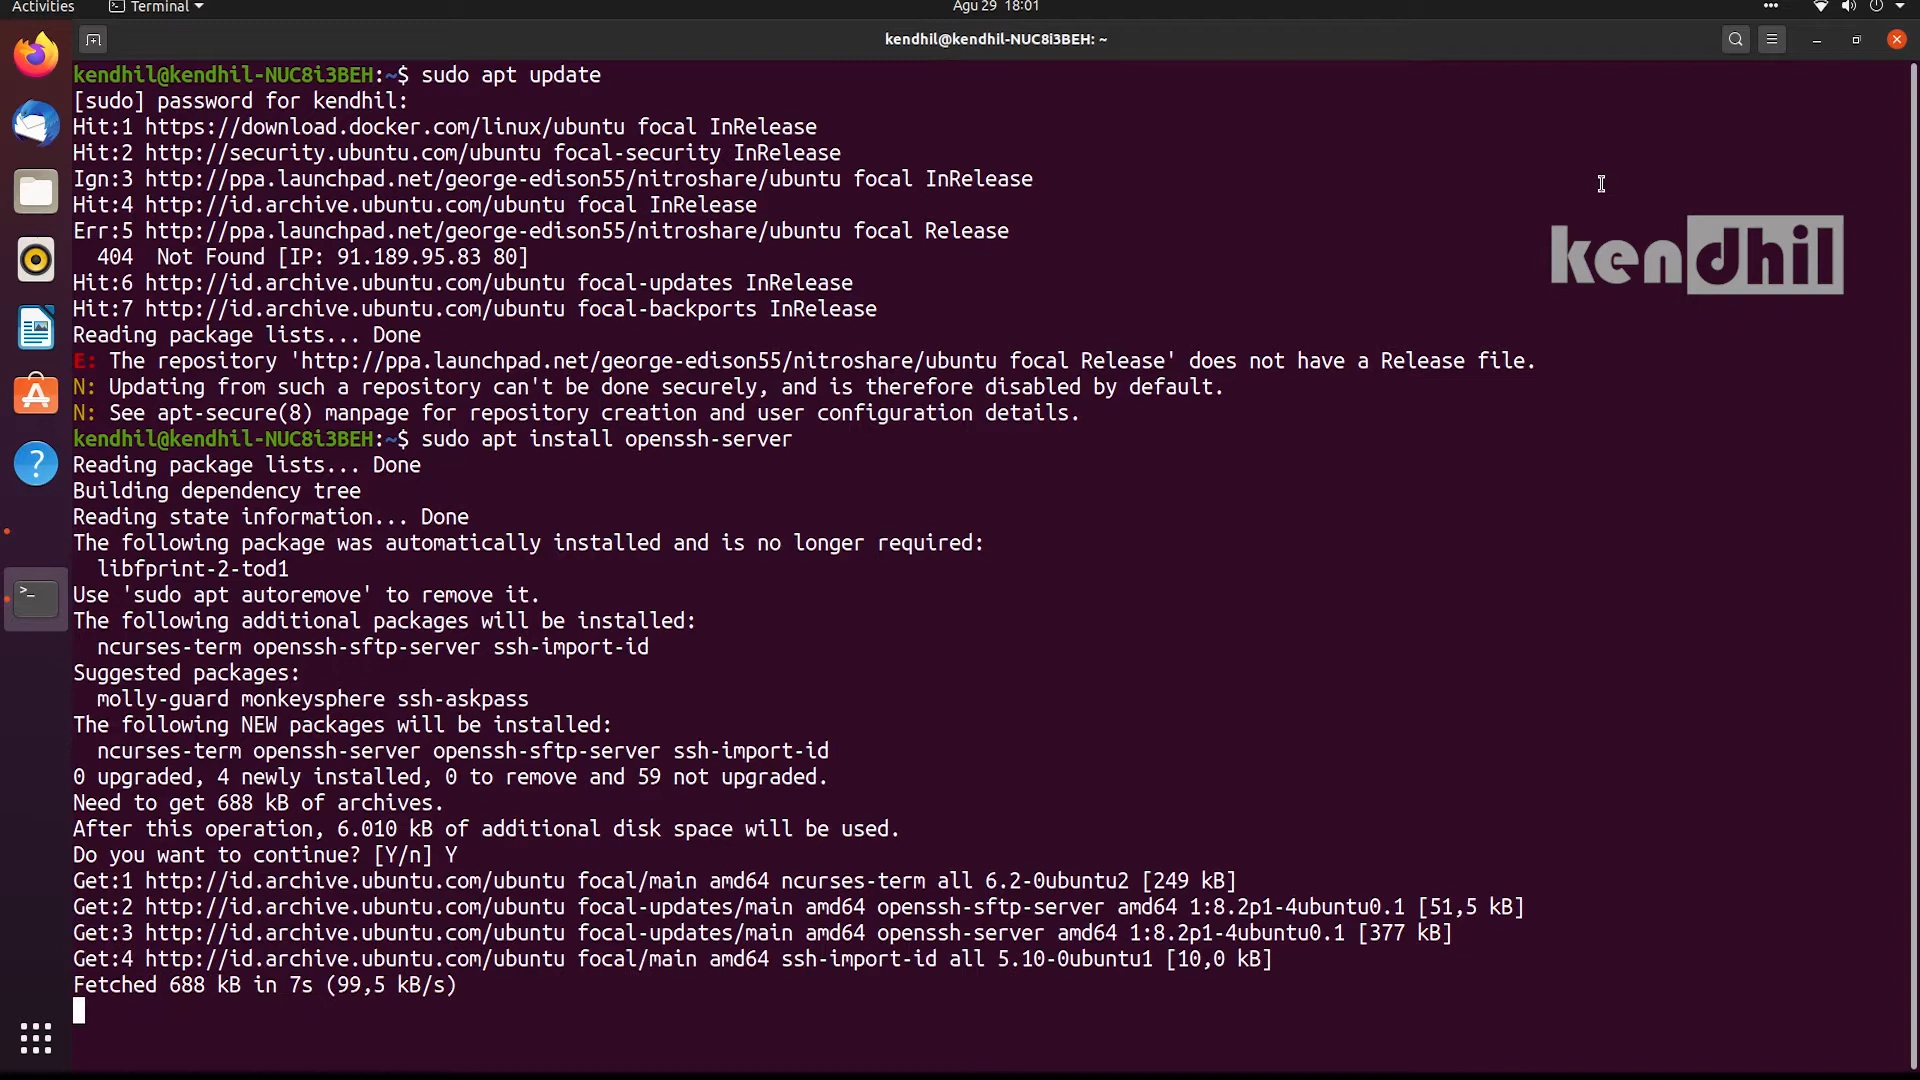 Activities Terminal Agu 29 18:01
kendhil@kendhil-NUC8i3BEH: ~
kendhil@kendhil-NUC8i3BEH:~$ sudo apt update
[sudo] password for kendhil:
Hit:1 https://download.docker.com/linux/ubuntu focal InRelease
Hit:2 http://security.ubuntu.com/ubuntu focal-security InRelease
Ign:3 http://ppa.launchpad.net/george-edison55/nitroshare/ubuntu focal InRelease
Hit:4 http://id.archive.ubuntu.com/ubuntu focal InRelease
Err:5 http://ppa.launchpad.net/george-edison55/nitroshare/ubuntu focal Release
  404  Not Found [IP: 91.189.95.83 80]
kendhil
Hit:6 http://id.archive.ubuntu.com/ubuntu focal-updates InRelease
Hit:7 http://id.archive.ubuntu.com/ubuntu focal-backports InRelease
Reading package lists... Done
E: The repository 'http://ppa.launchpad.net/george-edison55/nitroshare/ubuntu focal Release' does not have a Release file.
N: Updating from such a repository can't be done securely, and is therefore disabled by default.
N: See apt-secure(8) manpage for repository creation and user configuration details.
kendhil@kendhil-NUC8i3BEH:~$ sudo apt install openssh-server
Reading package lists... Done
Building dependency tree
Reading state information... Done
The following package was automatically installed and is no longer required:
  libfprint-2-tod1
Use 'sudo apt autoremove' to remove it.
The following additional packages will be installed:
  ncurses-term openssh-sftp-server ssh-import-id
Suggested packages:
  molly-guard monkeysphere ssh-askpass
The following NEW packages will be installed:
  ncurses-term openssh-server openssh-sftp-server ssh-import-id
0 upgraded, 4 newly installed, 0 to remove and 59 not upgraded.
Need to get 688 kB of archives.
After this operation, 6.010 kB of additional disk space will be used.
Do you want to continue? [Y/n] Y
Get:1 http://id.archive.ubuntu.com/ubuntu focal/main amd64 ncurses-term all 6.2-0ubuntu2 [249 kB]
Get:2 http://id.archive.ubuntu.com/ubuntu focal-updates/main amd64 openssh-sftp-server amd64 1:8.2p1-4ubuntu0.1 [51,5 kB]
Get:3 http://id.archive.ubuntu.com/ubuntu focal-updates/main amd64 openssh-server amd64 1:8.2p1-4ubuntu0.1 [377 kB]
Get:4 http://id.archive.ubuntu.com/ubuntu focal/main amd64 ssh-import-id all 5.10-0ubuntu1 [10,0 kB]
Fetched 688 kB in 7s (99,5 kB/s)